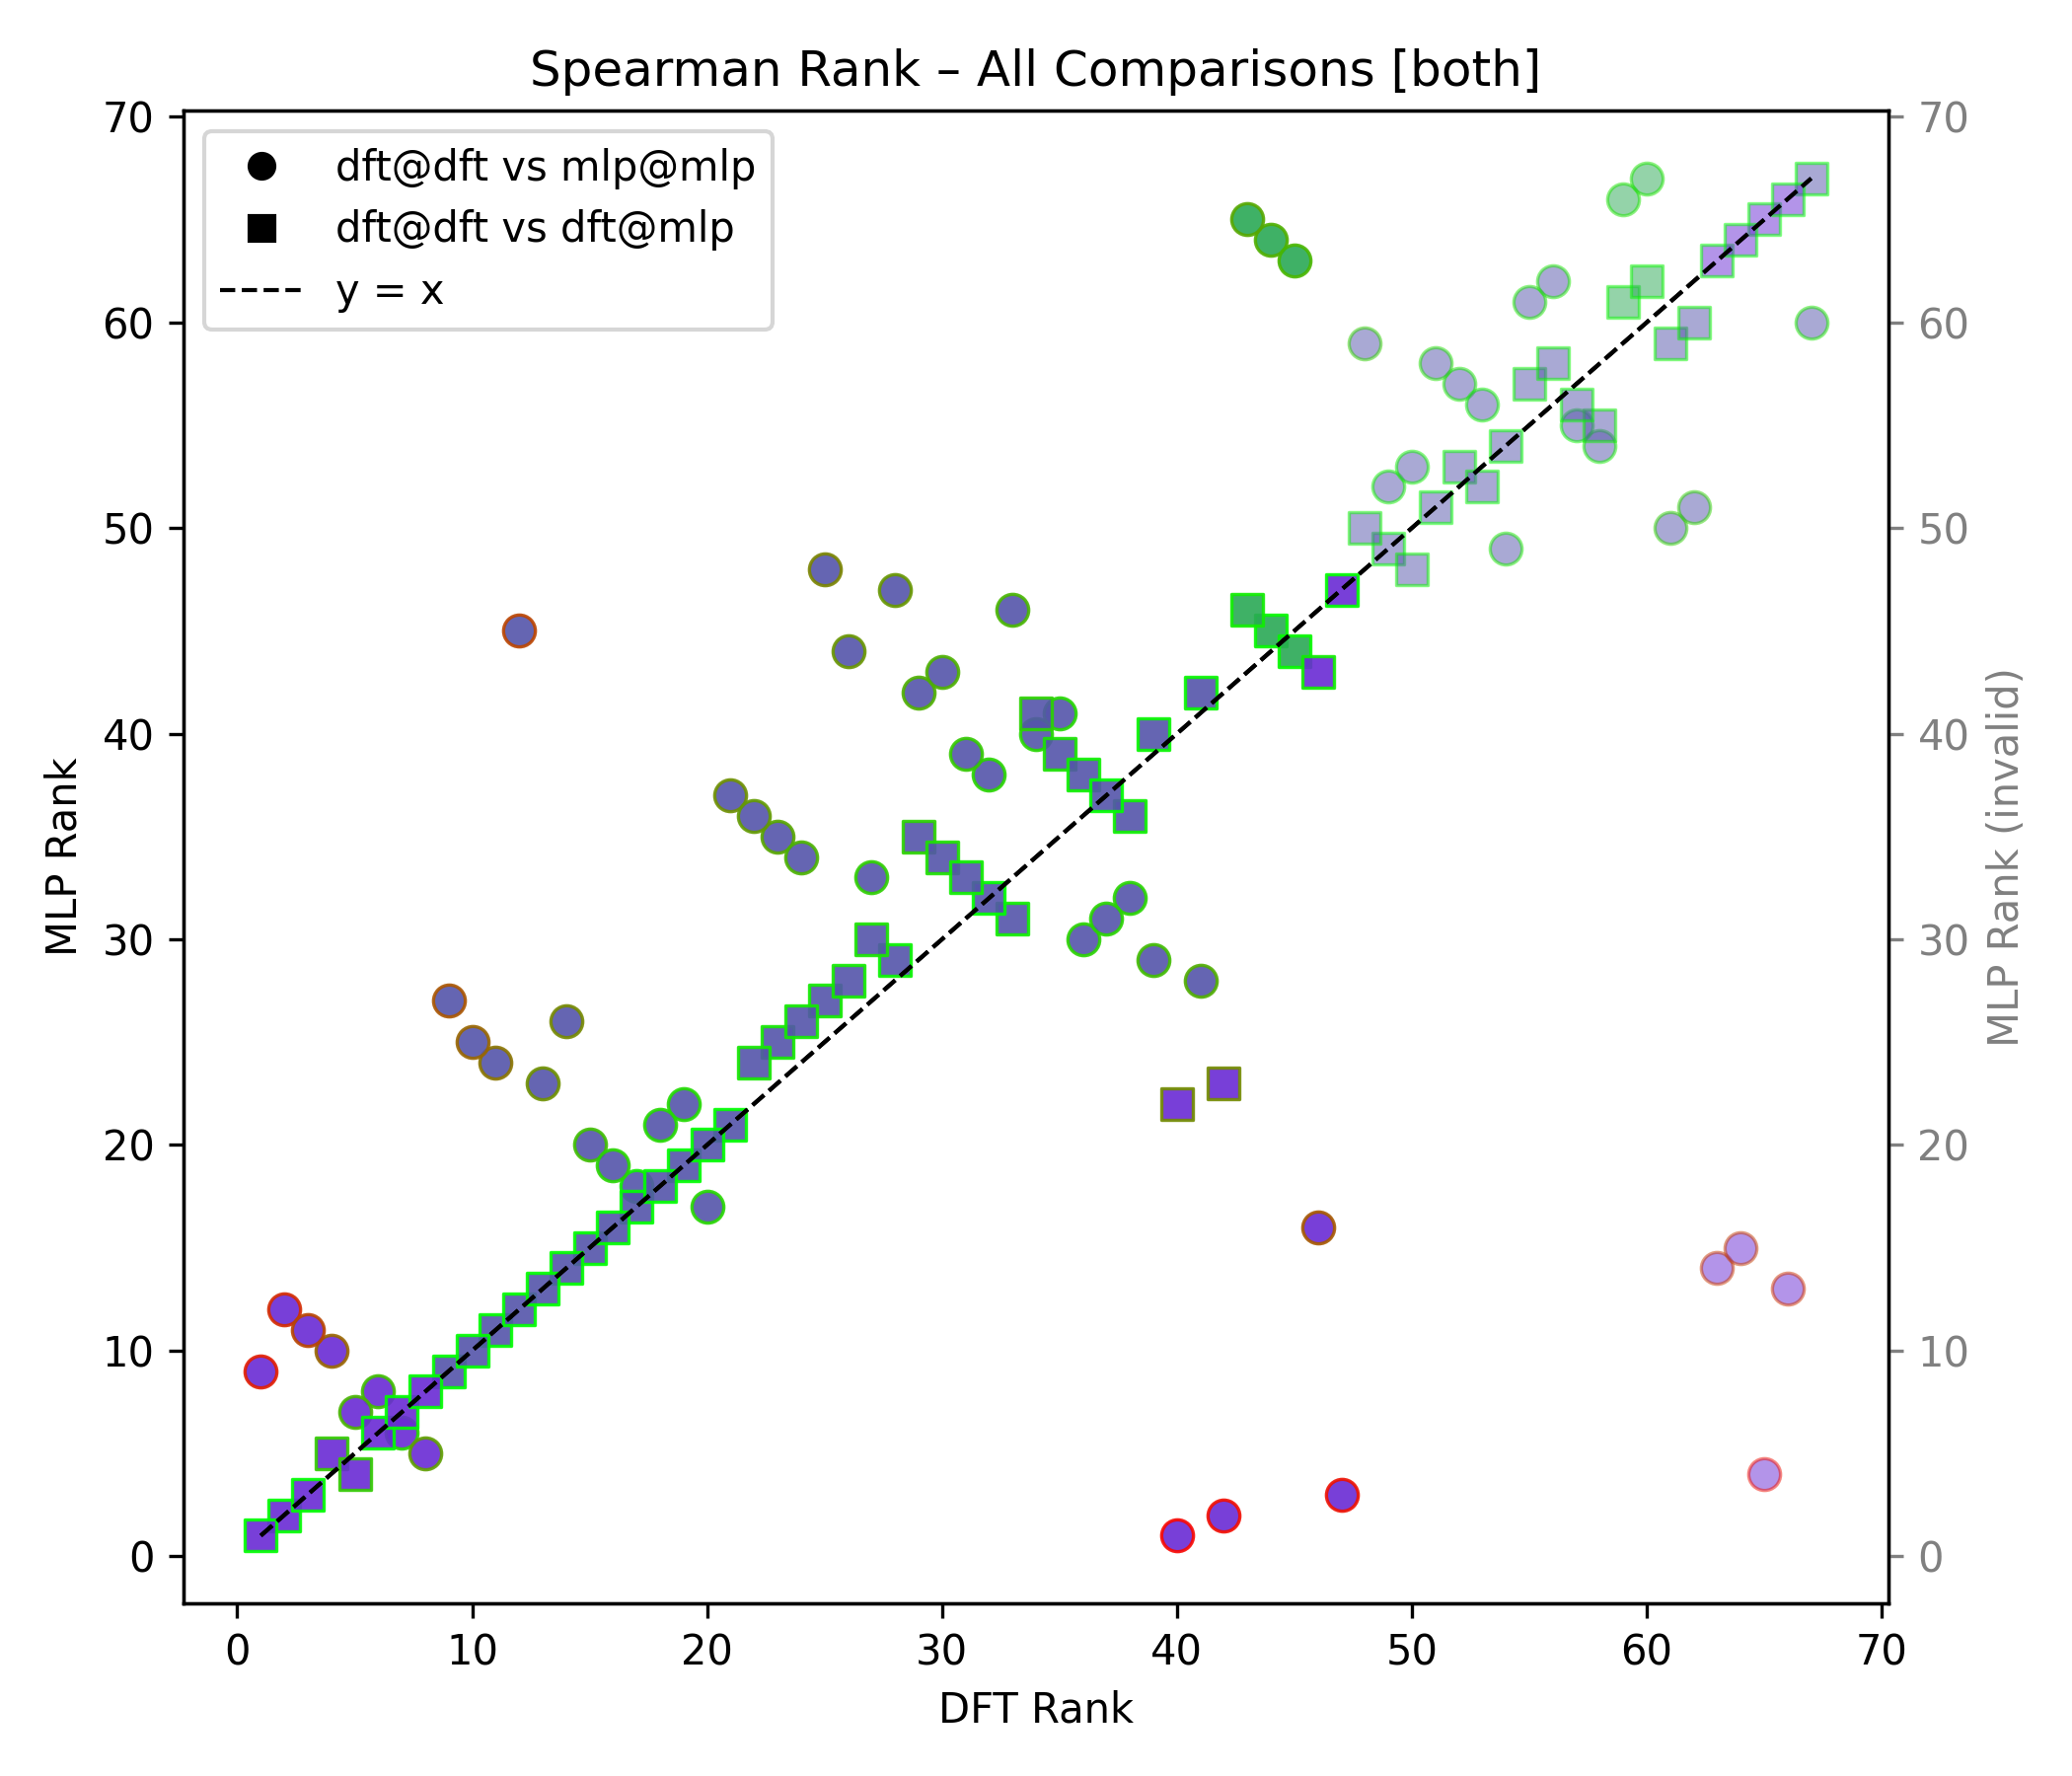 Spearman Rank – All Comparisons [both]
dft@dft vs mlp@mlp
dft@dft vs dft@mlp
y = x
70
60
50
40
30
20
10
0
MLP Rank
70
60
50
40
30
20
10
0
MLP Rank (invalid)
0 10 20 30 40 50 60 70
DFT Rank